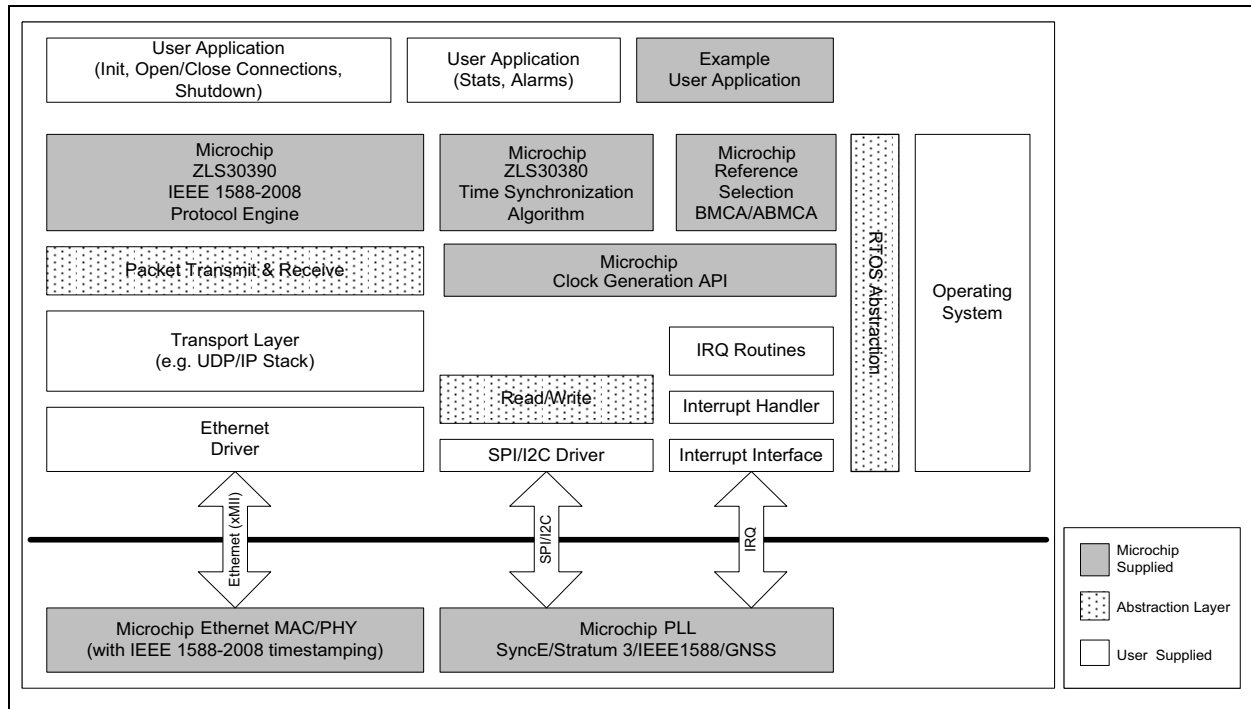 User Application
(Init, Open/Close Connections,
Shutdown)
User Application
(Stats, Alarms)
Example
User Application
Microchip
ZLS30390
IEEE 1588-2008
Protocol Engine
Microchip
ZLS30380
Time Synchronization
Algorithm
Microchip
Reference
Selection
BMCA/ABMCA
RTOS Abstraction
Operating
System
Packet Transmit & Receive
Microchip
Clock Generation API
Transport Layer
(e.g. UDP/IP Stack)
IRQ Routines
Read/Write
Interrupt Handler
Ethernet
Driver
SPI/I2C Driver
Interrupt Interface
Ethernet (xMII)
SPI/I2C
IRQ
Microchip Ethernet MAC/PHY
(with IEEE 1588-2008 timestamping)
Microchip PLL
SyncE/Stratum 3/IEEE1588/GNSS
Microchip
Supplied
Abstraction Layer
User Supplied